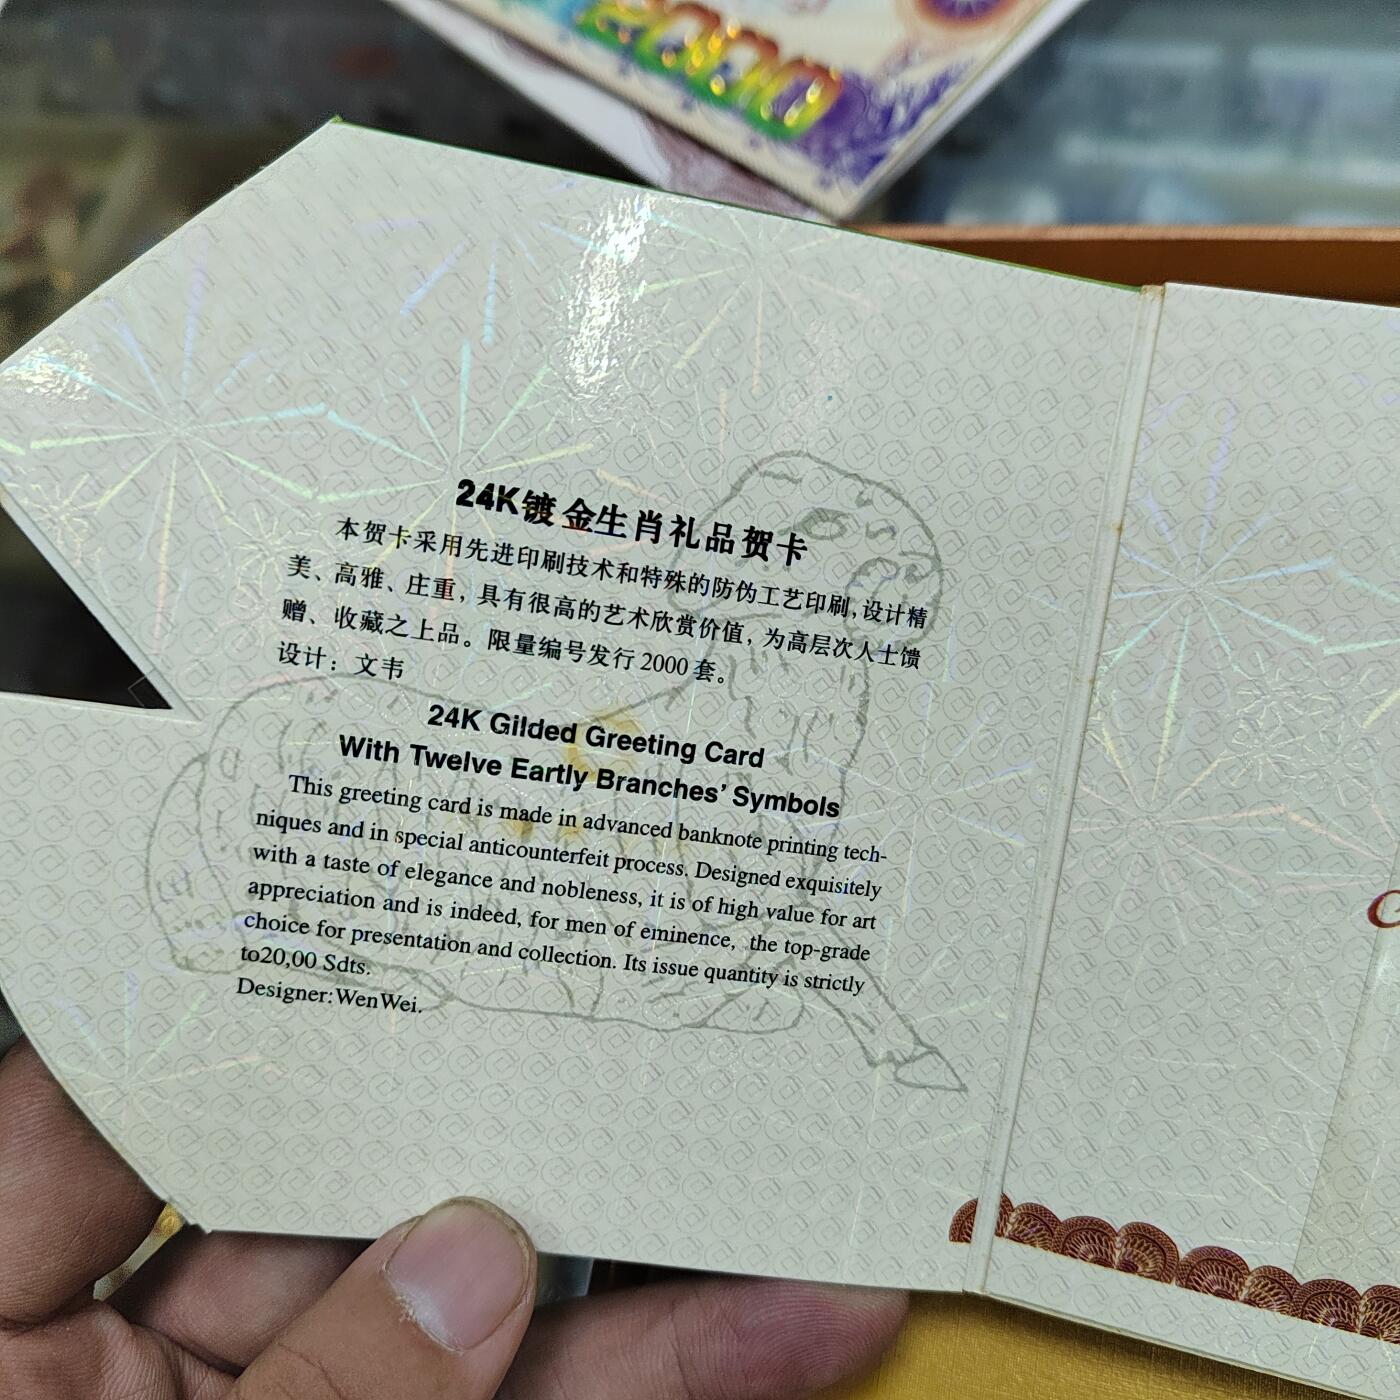 2000
24K镀金生肖礼品贺卡
本贺卡采用先进印刷技术和特殊的防伪工艺印刷,设计精
美、高雅、庄重,具有很高的艺术欣赏价值,为高层次人士馈
赠、收藏之上品。限量编号发行2000套。
设计:文韦
24K Gilded Greeting Card
With Twelve Eartly Branches' Symbols
This greeting card is made in advanced banknote printing tech-
niques and in special anticounterfeit process. Designed exquisitely
with a taste of elegance and nobleness, it is of high value for art
appreciation and is indeed, for men of eminence, the top-grade
choice for presentation and collection. Its issue quantity is strictly
to20,00 Sdts.
Designer:WenWei.